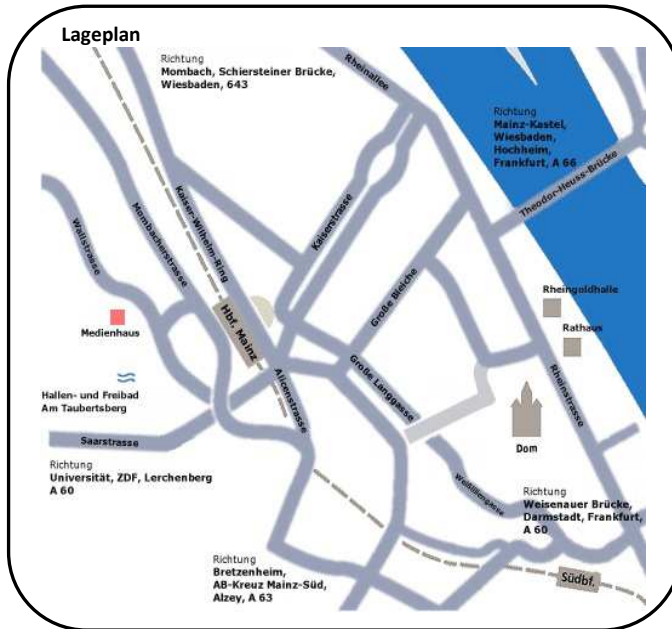 Lageplan
Richtung
Mombach, Schiersteiner Brücke,
Wiesbaden, 643
Rheinallee
Richtung
Mainz-Kastel,
Wiesbaden,
Hochheim,
Frankfurt, A 66
Theodor-Heuss-Brücke
Wallstrasse
Mombacherstrasse
Kaiser-Wilhelm-Ring
Kaiserstrasse
Große Bleiche
Rheingoldhalle
Rathaus
Medienhaus
Hbf. Mainz
Hallen- und Freibad
Am Taubertsberg
Alicenstrasse
Große Langgasse
Rheinstrasse
Dom
Saarstrasse
Richtung
Universität, ZDF, Lerchenberg
A 60
Weißliliengasse
Richtung
Weisenauer Brücke,
Darmstadt, Frankfurt,
A 60
Richtung
Bretzenheim,
AB-Kreuz Mainz-Süd,
Alzey, A 63
Südbf.